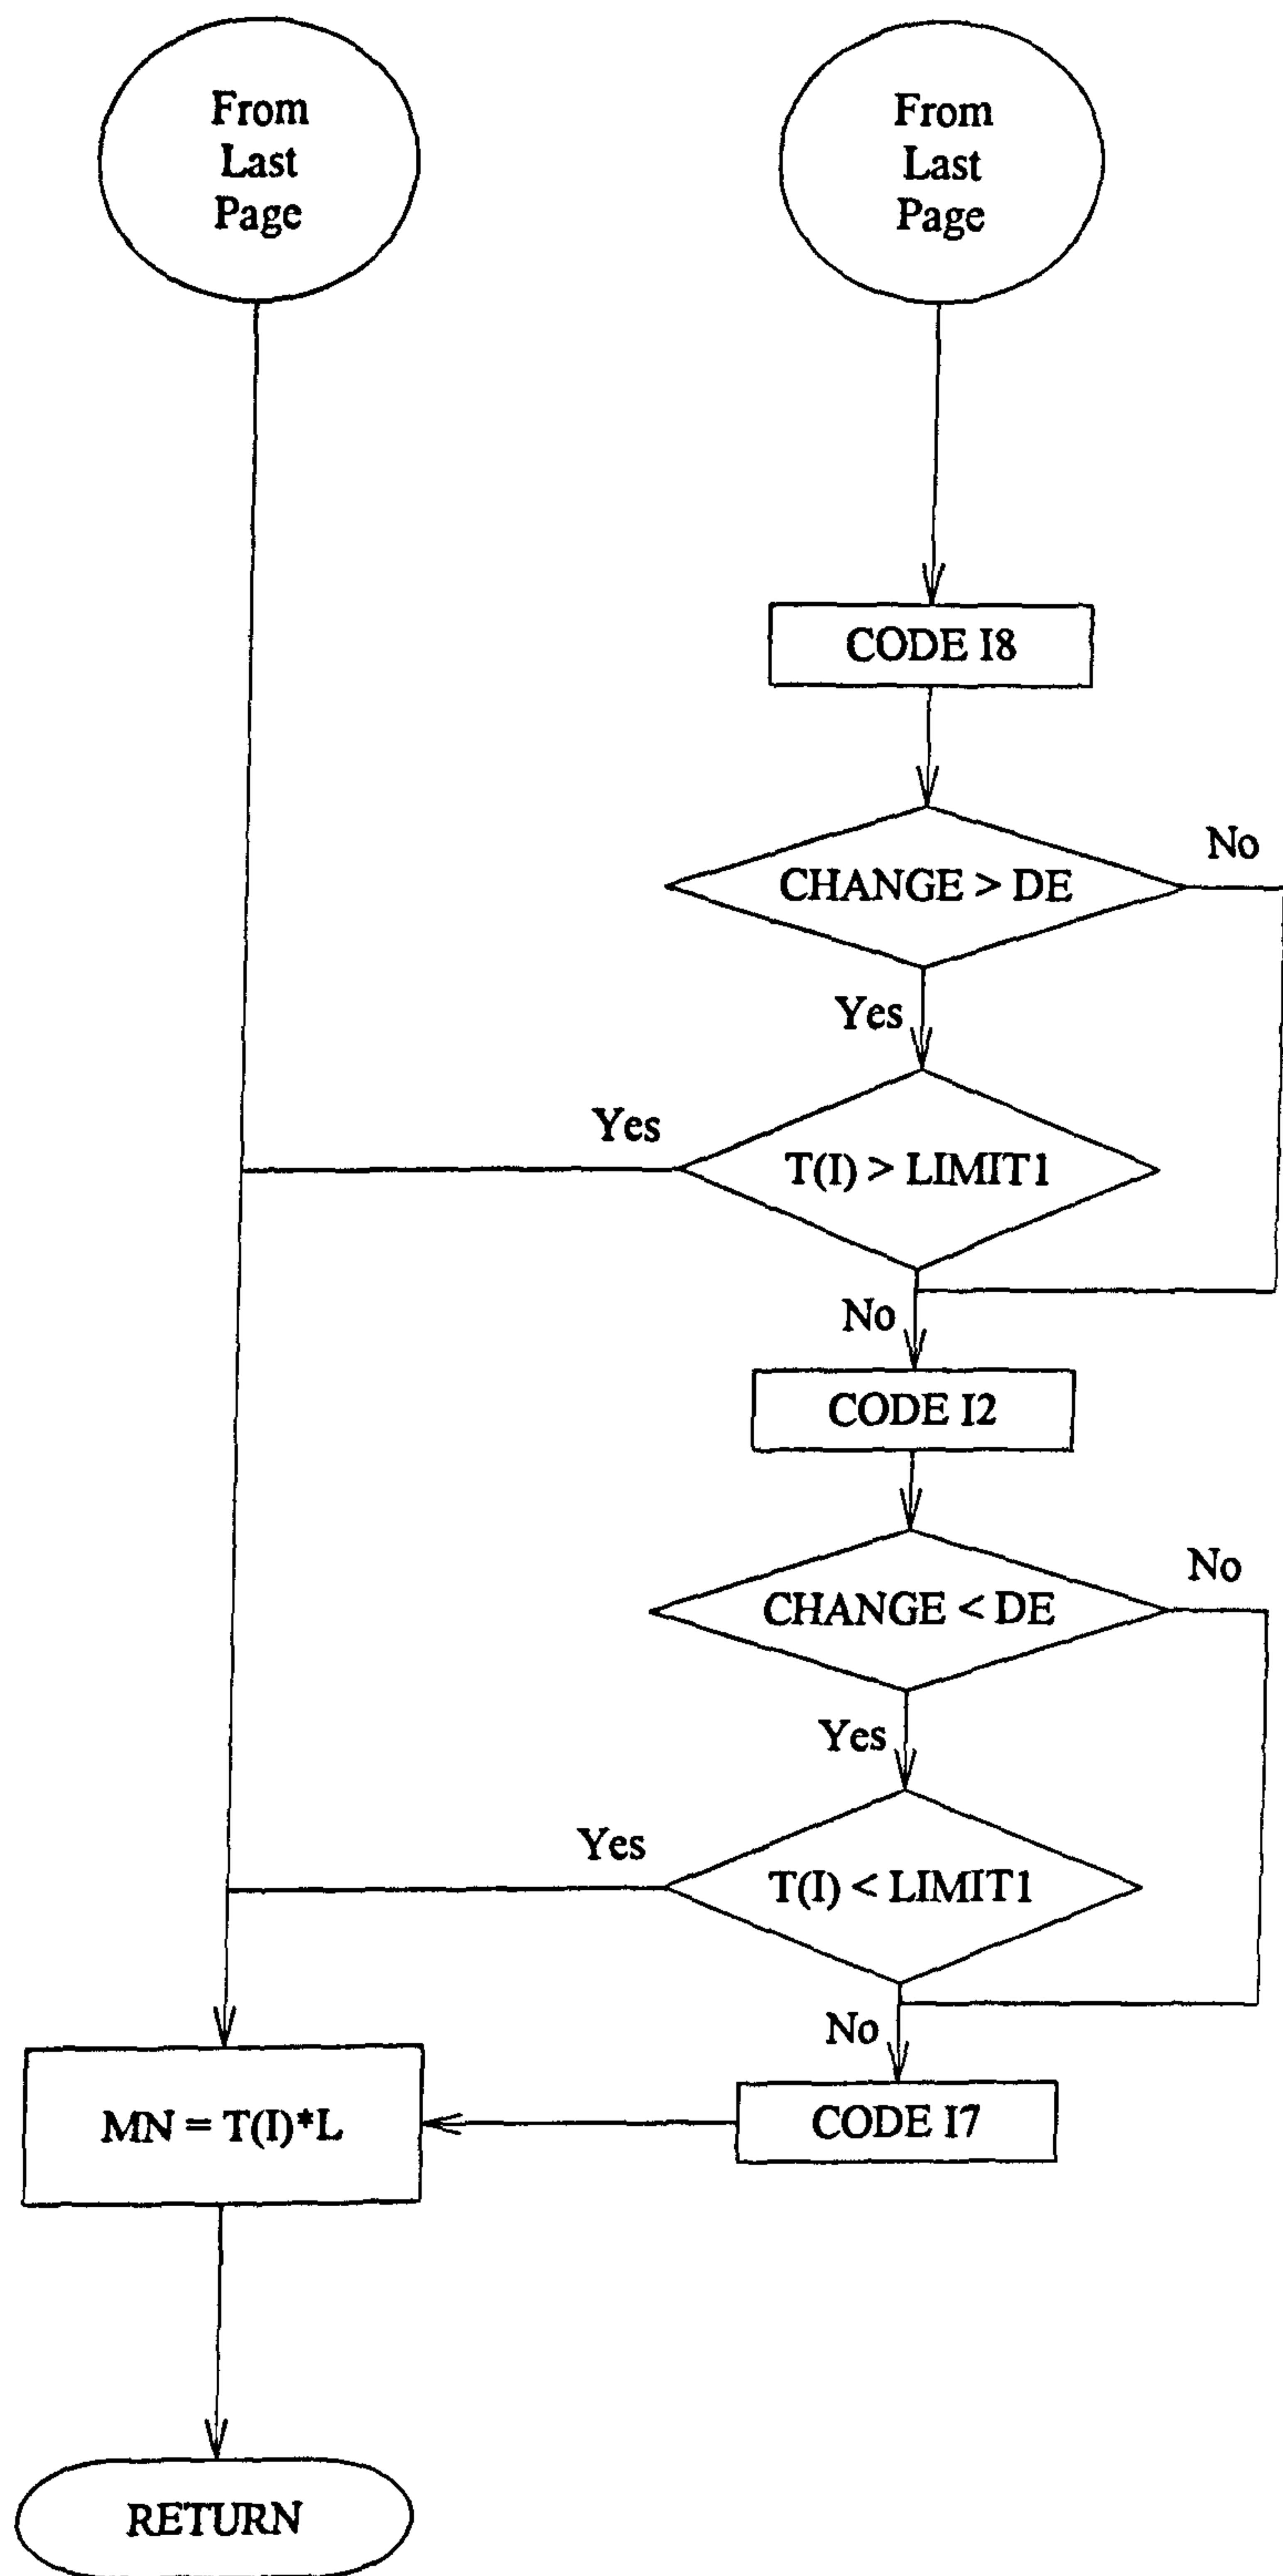 From
Last
Page
From
Last
Page
CODE I8
CHANGE > DE
No
Yes
T(I) > LIMIT1
Yes
No
CODE I2
CHANGE < DE
No
Yes
T(I) < LIMIT1
Yes
No
CODE I7
MN = T(I)*L
RETURN